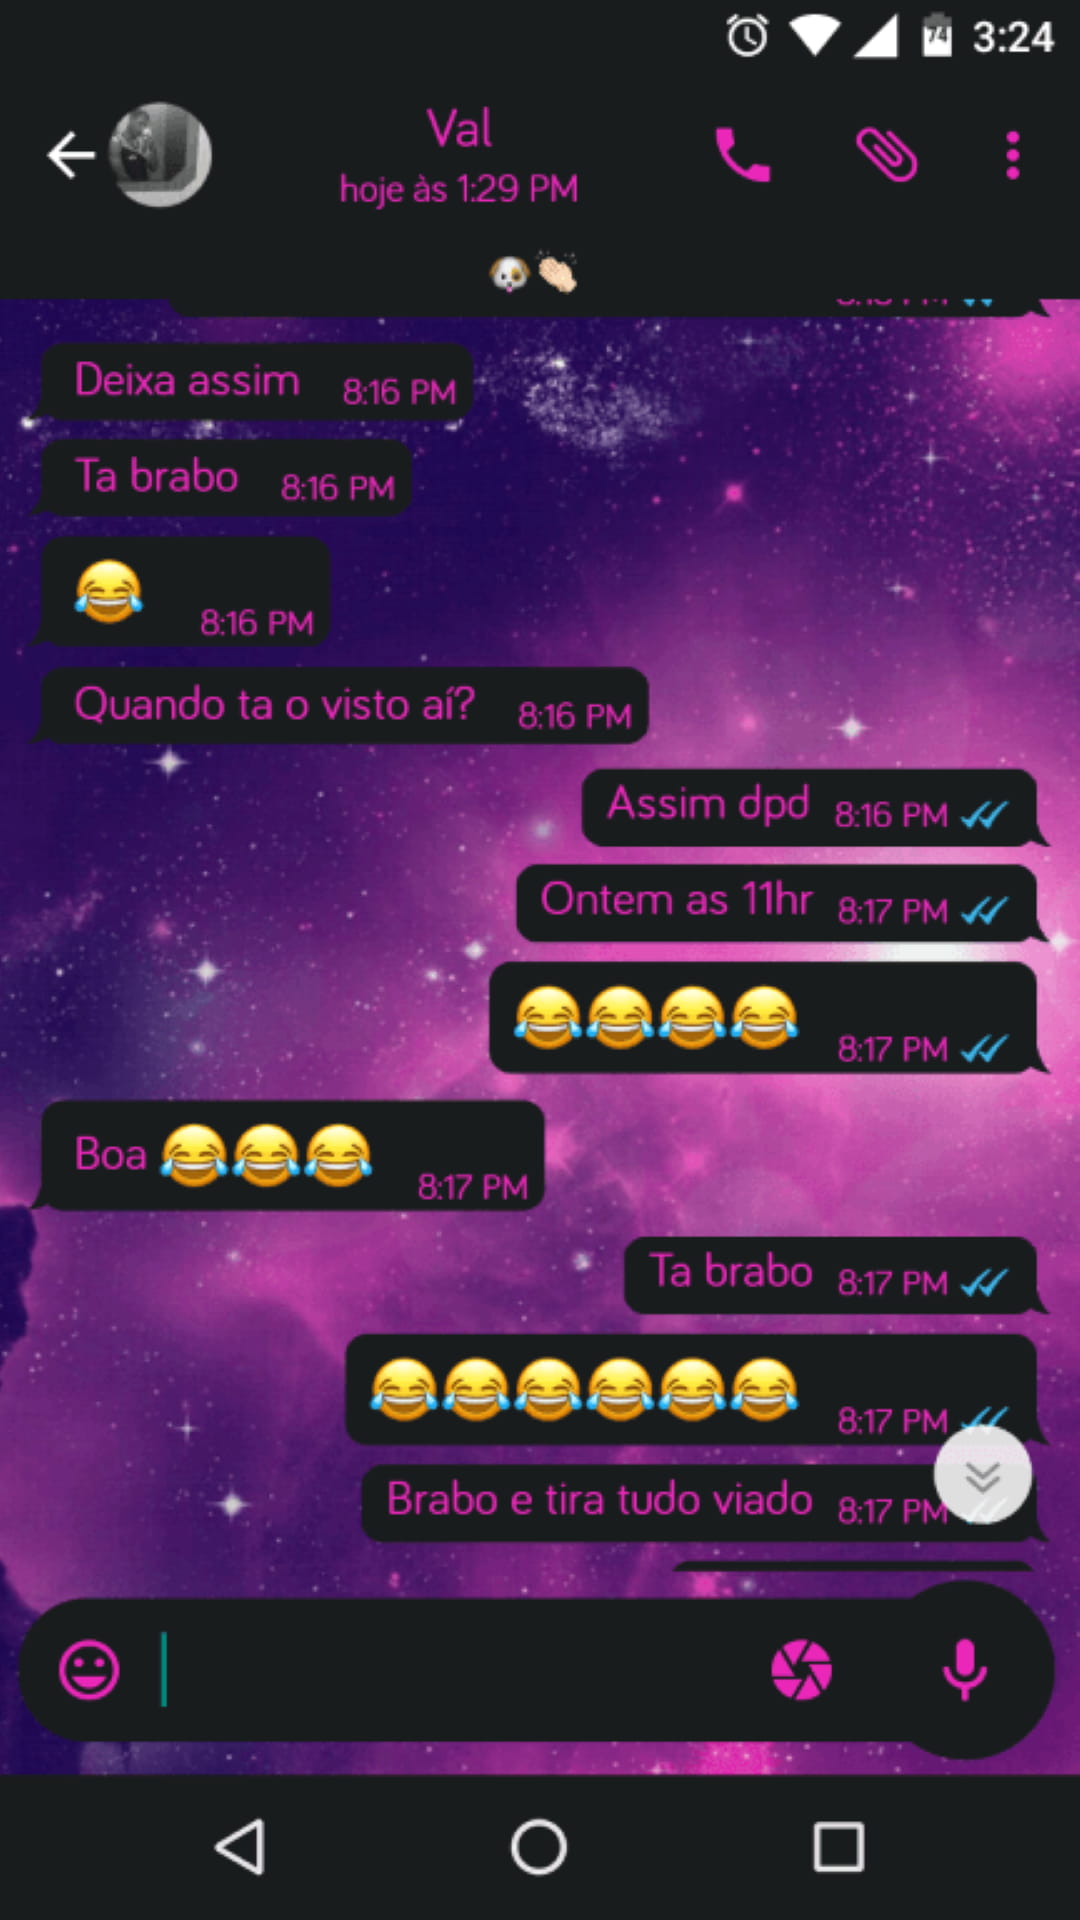 74 3:24
Val
hoje às 1:29 PM
🐶👏🏻
Deixa assim 8:16 PM
Ta brabo 8:16 PM
😂 8:16 PM
Quando ta o visto aí? 8:16 PM
Assim dpd 8:16 PM
Ontem as 11hr 8:17 PM
😂😂😂😂 8:17 PM
Boa 😂😂😂 8:17 PM
Ta brabo 8:17 PM
😂😂😂😂😂😂 8:17 PM
Brabo e tira tudo viado 8:17 PM